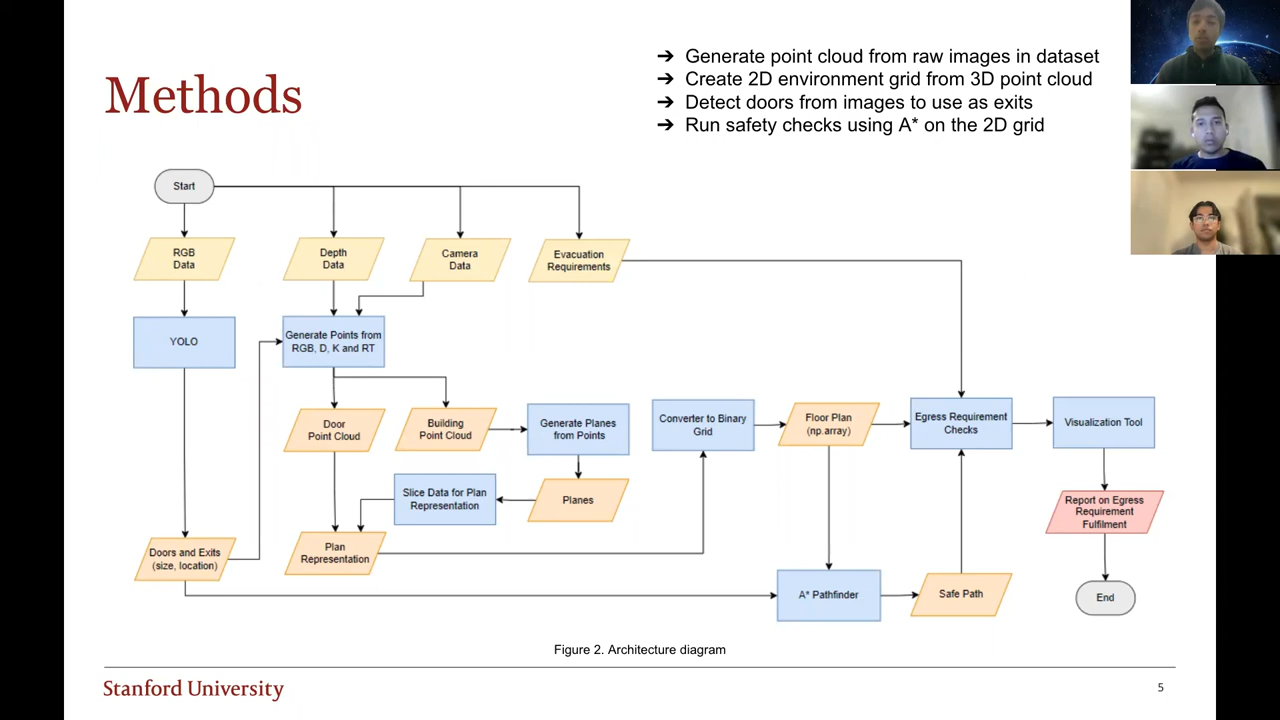 ➔ Generate point cloud from raw images in dataset
➔ Create 2D environment grid from 3D point cloud
➔ Detect doors from images to use as exits
➔ Run safety checks using A* on the 2D grid
Methods
Start
RGB
Data
Depth
Data
Camera
Data
Evacuation
Requirements
YOLO
Generate Points from
RGB, D, K and RT
Door
Point Cloud
Building
Point Cloud
Generate Planes
from Points
Converter to Binary
Grid
Floor Plan
(np.array)
Egress Requirement
Checks
Visualization Tool
Slice Data for Plan
Representation
Planes
Report on Egress
Requirement
Fulfilment
Doors and Exits
(size, location)
Plan
Representation
A* Pathfinder
Safe Path
End
Figure 2. Architecture diagram
Stanford University
5